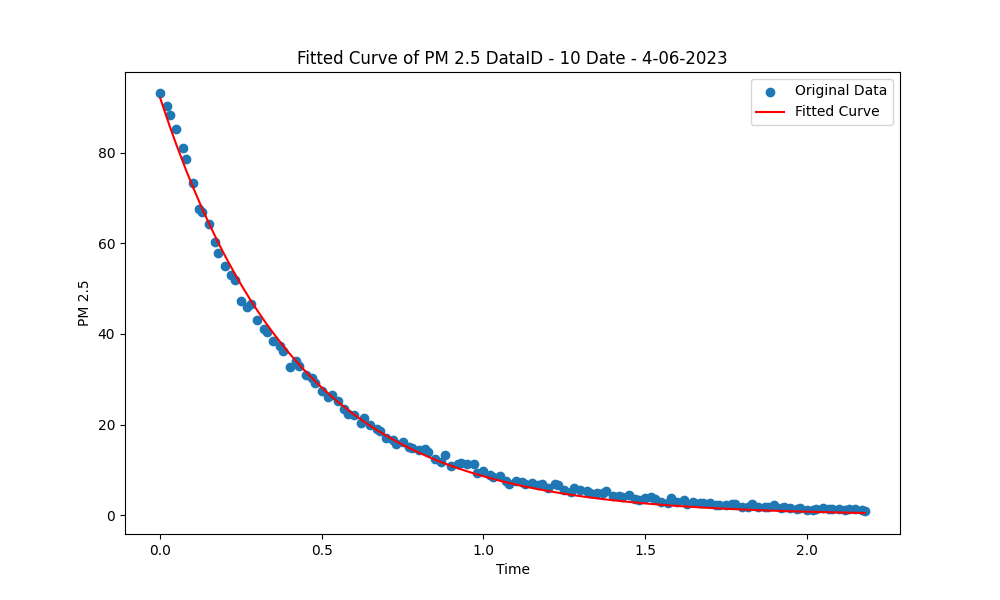 Fitted Curve of PM 2.5 DataID - 10 Date - 4-06-2023
Original Data
Fitted Curve
80
60
40
20
0
PM 2.5
0.0 0.5 1.0 1.5 2.0
Time